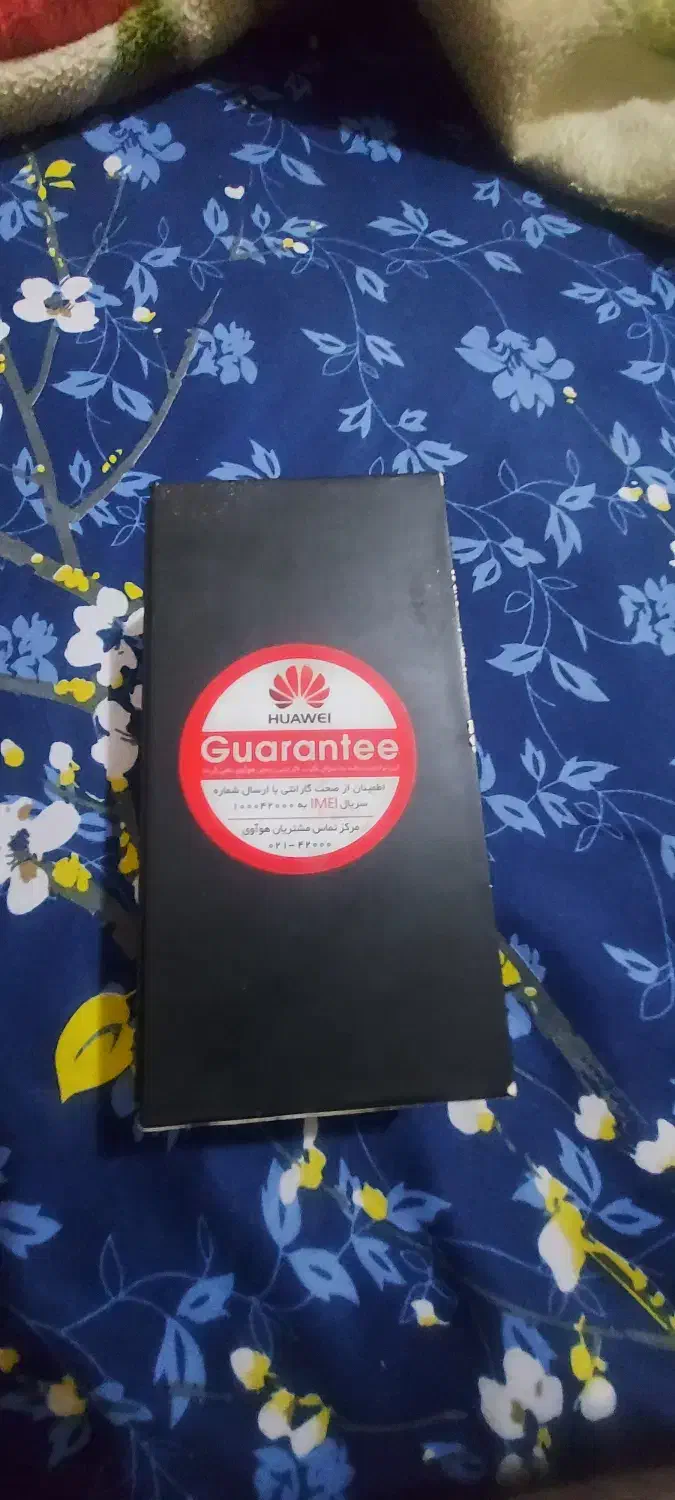 HUAWEI
Guarantee
اطمینان از صحت گارانتی با ارسال شماره
سریال IMEI به ۱۰۰۰۴۲۰۰۰
مرکز تماس مشتریان هوآوی
۰۲۱-۴۲۰۰۰